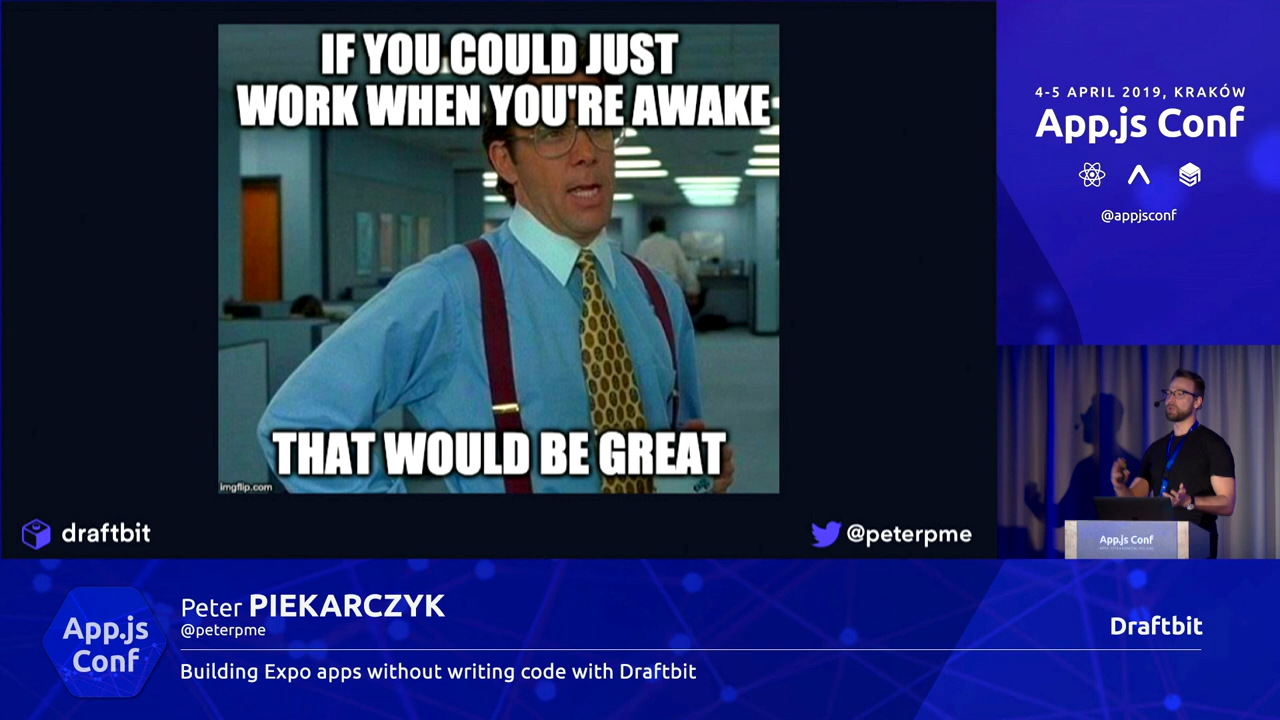 IF YOU COULD JUST
WORK WHEN YOU'RE AWAKE
THAT WOULD BE GREAT
imgflip.com
draftbit
@peterpme
4-5 APRIL 2019, KRAKÓW
App.js Conf
@appjsconf
App.js Conf
App.js
Conf
Peter PIEKARCZYK
@peterpme
Building Expo apps without writing code with Draftbit
Draftbit